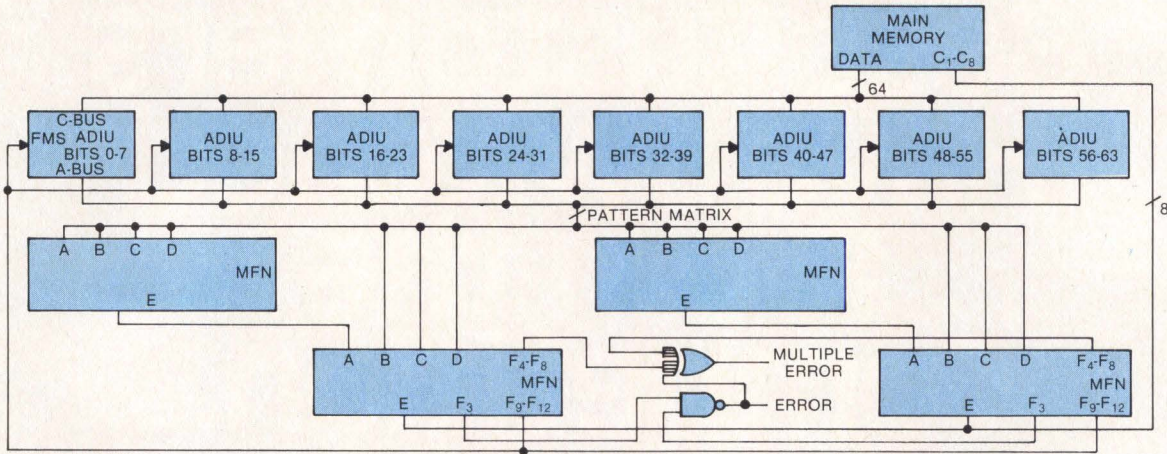 MAIN
MEMORY
DATA C₁-C₈
64
C-BUS
FMS ADIU
BITS 0-7
A-BUS
ADIU
BITS 8-15
ADIU
BITS 16-23
ADIU
BITS 24-31
ADIU
BITS 32-39
ADIU
BITS 40-47
ADIU
BITS 48-55
ADIU
BITS 56-63
8
PATTERN MATRIX
A B C D
MFN
E
A B C D
MFN
E
A B C D F₄-F₈
MFN
E F₃ F₉-F₁₂
MULTIPLE
ERROR
ERROR
A B C D F₄-F₈
MFN
E F₃ F₉-F₁₂